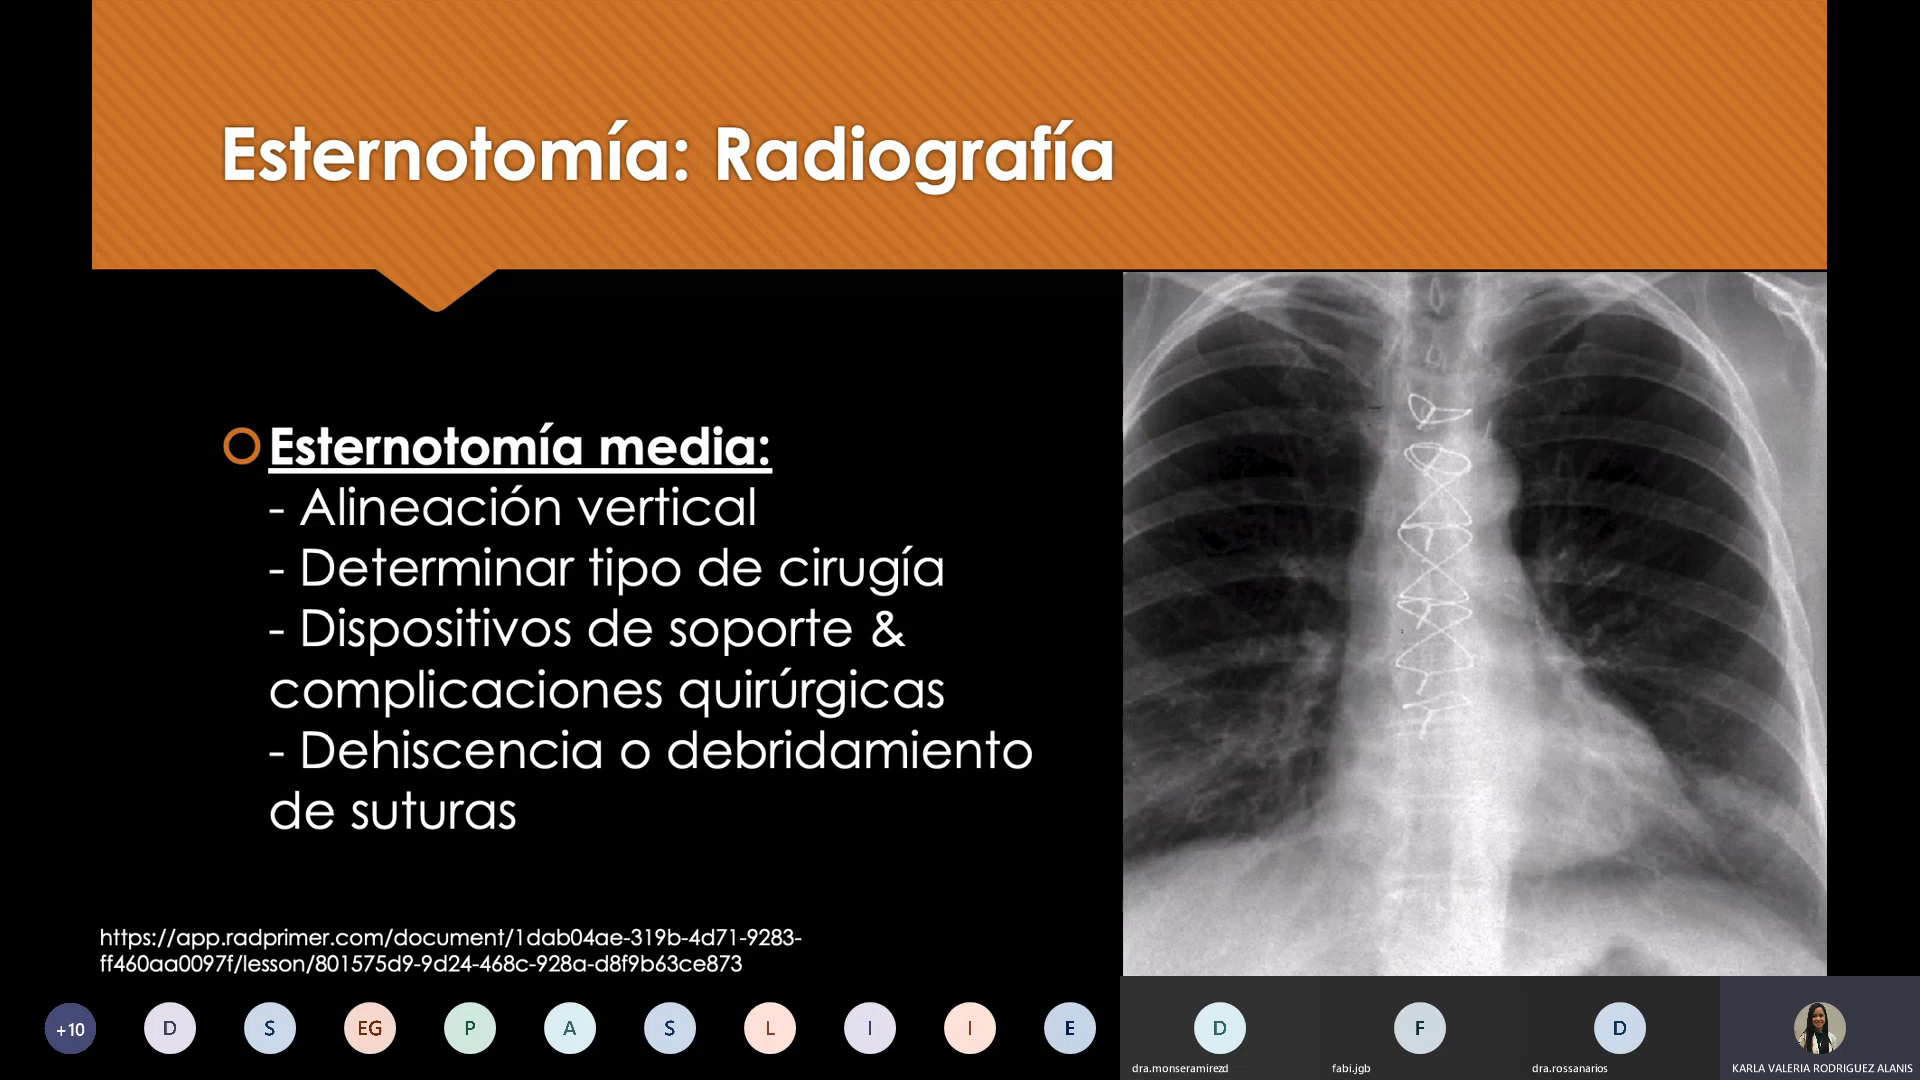 Esternotomía: Radiografía
Esternotomía media:
- Alineación vertical
- Determinar tipo de cirugía
- Dispositivos de soporte &
complicaciones quirúrgicas
- Dehiscencia o debridamiento
de suturas
https://app.radprimer.com/document/1dab04ae-319b-4d71-9283-
ff460aa0097f/lesson/801575d9-9d24-468c-928a-d8f9b63ce873
+10
D
S
EG
P
A
S
L
I
I
E
D
F
D
dra.monseramirezd
fabi.jgb
dra.rossanarios
KARLA VALERIA RODRIGUEZ ALANIS